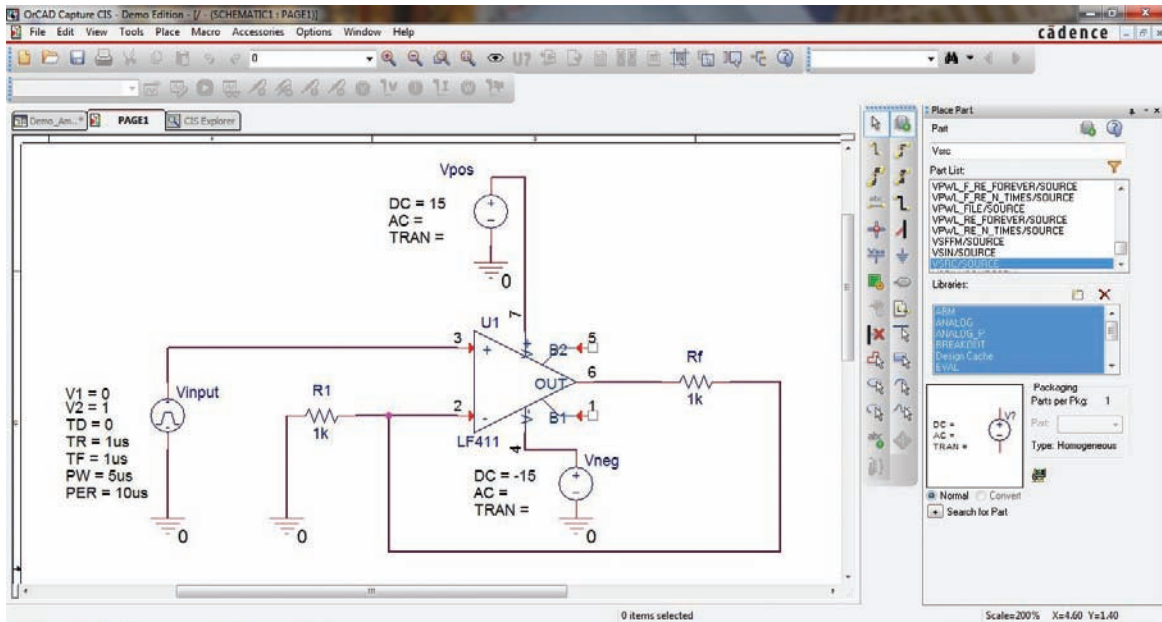 OrCAD Capture CIS - Demo Edition - [/ - (SCHEMATIC1 : PAGE1)]
File Edit View Tools Place Macro Accessories Options Window Help
cādence
0
U?
Demo_Am...*
PAGE1
CIS Explorer
Vpos
DC = 15
AC =
TRAN =
0
U1
7
3
+
V+
B2
5
OUT
6
2
-
V-
B1
1
LF411
4
Rf
1k
R1
1k
0
Vinput
V1 = 0
V2 = 1
TD = 0
TR = 1us
TF = 1us
PW = 5us
PER = 10us
0
Vneg
DC = -15
AC =
TRAN =
0
Place Part
Part
Vsrc
Part List:
VPWL_F_RE_FOREVER/SOURCE
VPWL_F_RE_N_TIMES/SOURCE
VPWL_FILE/SOURCE
VPWL_RE_FOREVER/SOURCE
VPWL_RE_N_TIMES/SOURCE
VSFFM/SOURCE
VSIN/SOURCE
VSRC/SOURCE
Libraries:
ABM
ANALOG
ANALOG_P
BREAKOUT
Design Cache
EVAL
DC =
AC =
TRAN =
V?
Packaging
Parts per Pkg: 1
Part:
Type: Homogeneous
Normal Convert
Search for Part
0 items selected
Scale=200% X=4.60 Y=1.40